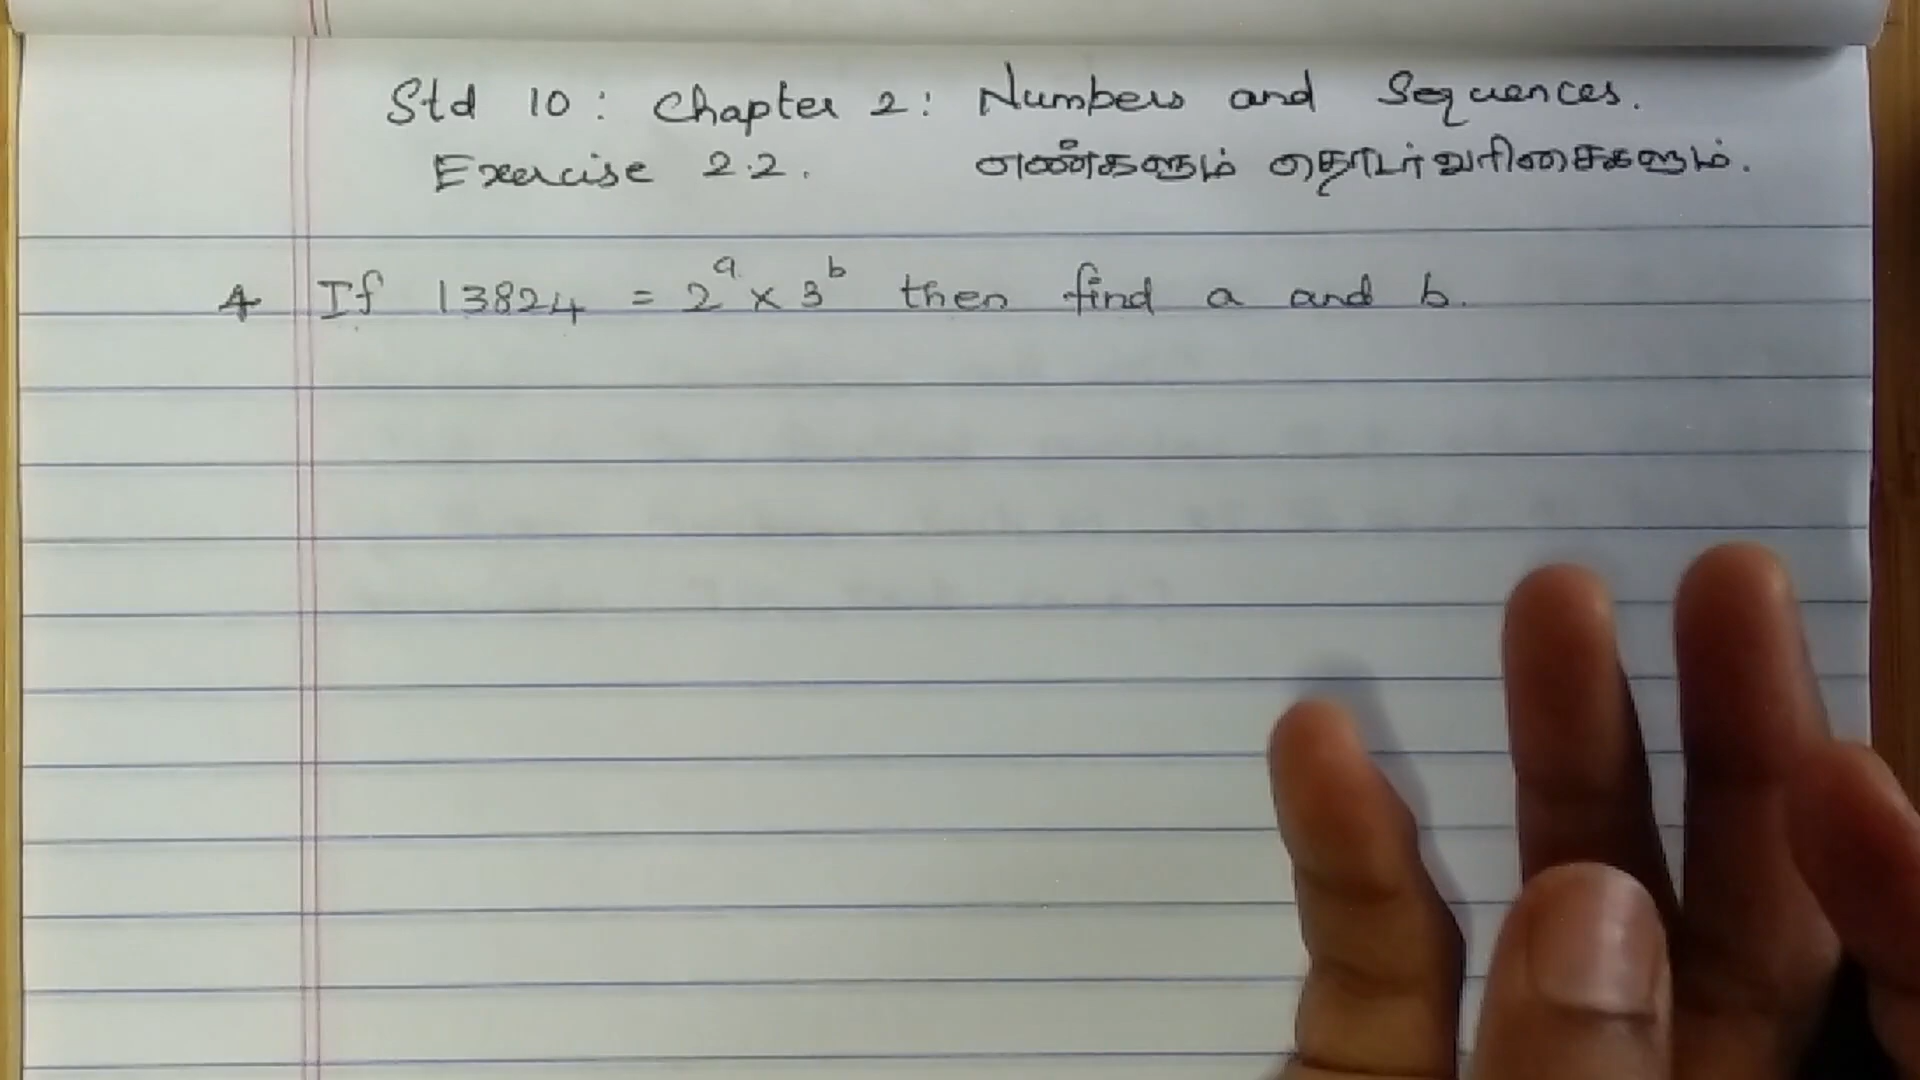 Std 10: Chapter 2: Numbers and Sequences.
Exercise 2.2. எண்களும் தொடர்வரிசைகளும்.
4 If 13824 = 2^a × 3^b then find a and b.